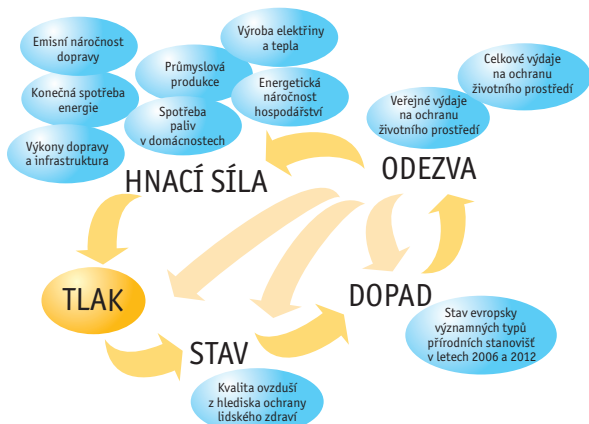 Emisní náročnost
dopravy
Průmyslová
produkce
Výroba elektřiny
a tepla
Konečná spotřeba
energie
Spotřeba
paliv
v domácnostech
Energetická
náročnost
hospodářství
Výkony dopravy
a infrastruktura
Celkové výdaje
na ochranu
životního prostředí
Veřejné výdaje
na ochranu
životního prostředí
HNACÍ SÍLA
ODEZVA
TLAK
STAV
DOPAD
Kvalita ovzduší
z hlediska ochrany
lidského zdraví
Stav evropsky
významných typů
přírodních stanovišť
v letech 2006 a 2012